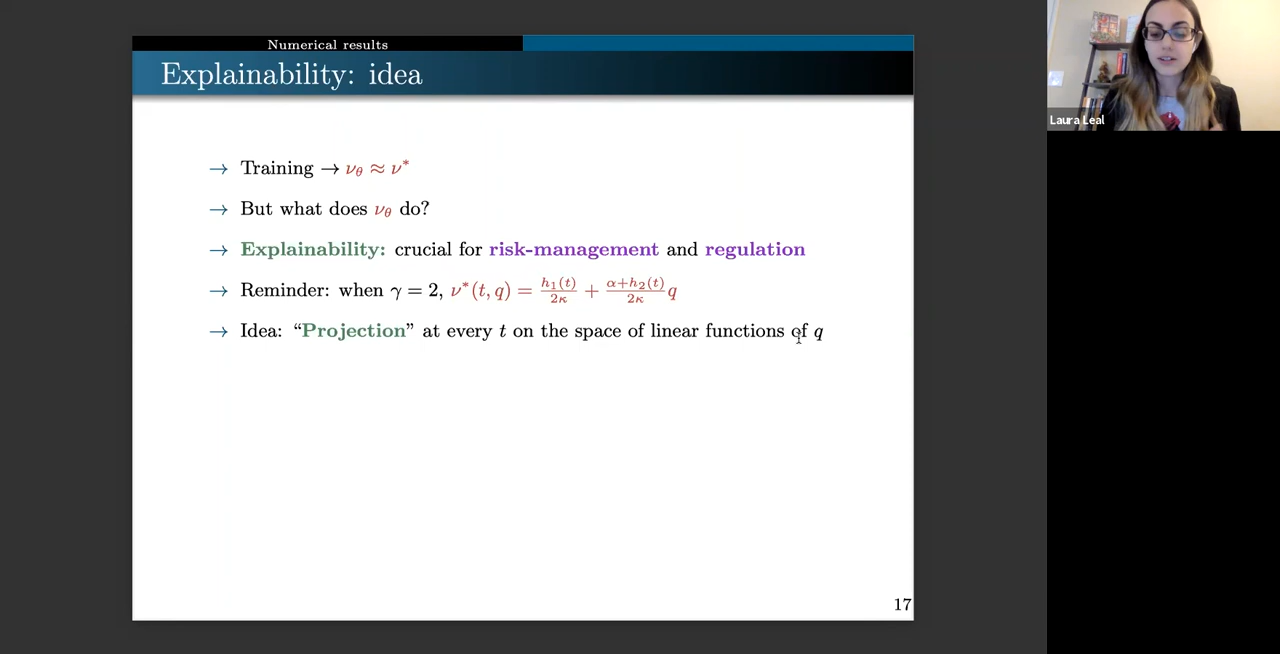 Numerical results
Explainability: idea
→ Training → ν_θ ≈ ν*
→ But what does ν_θ do?
→ Explainability: crucial for risk-management and regulation
→ Reminder: when γ = 2, ν*(t, q) = h₁(t)/2κ + α+h₂(t)/2κ q
→ Idea: “Projection” at every t on the space of linear functions of q
17
Laura Leal